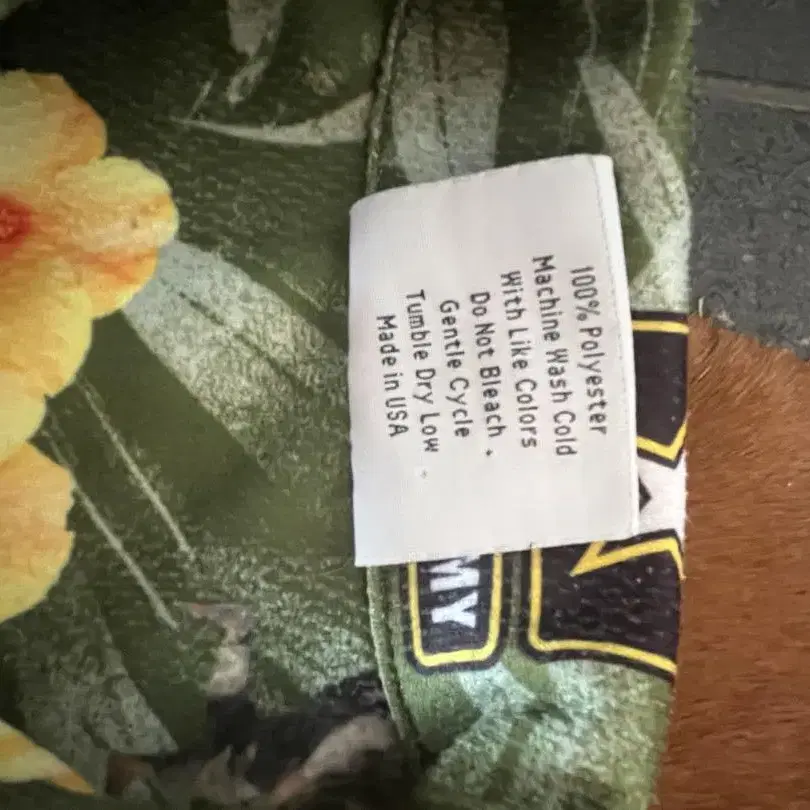 100% Polyester
Machine Wash Cold
With Like Colors
Do Not Bleach
Gentle Cycle
Tumble Dry Low
Made in USA
MY